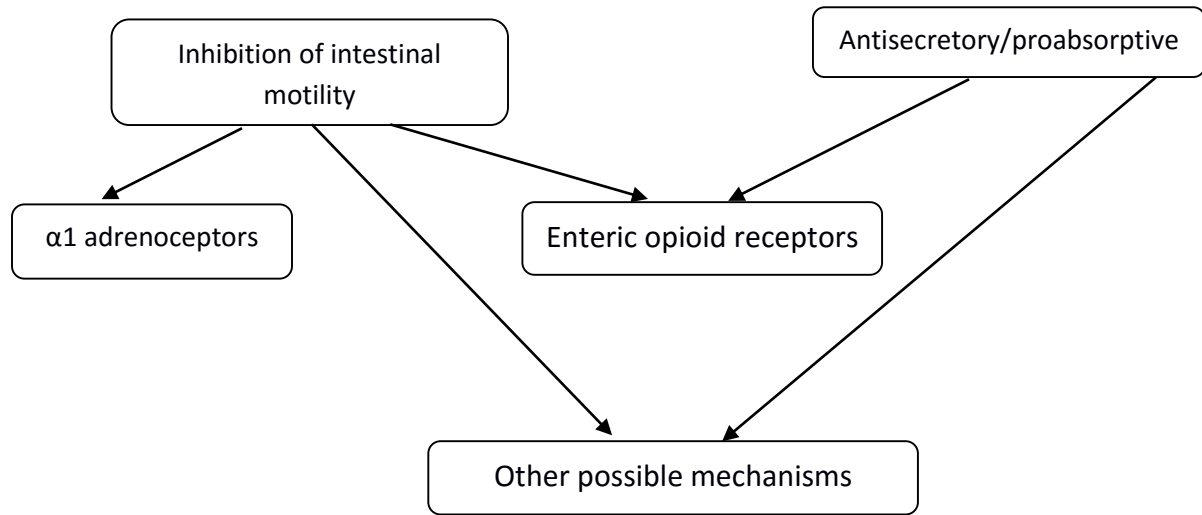 Inhibition of intestinal
motility
Antisecretory/proabsorptive
α1 adrenoceptors
Enteric opioid receptors
Other possible mechanisms